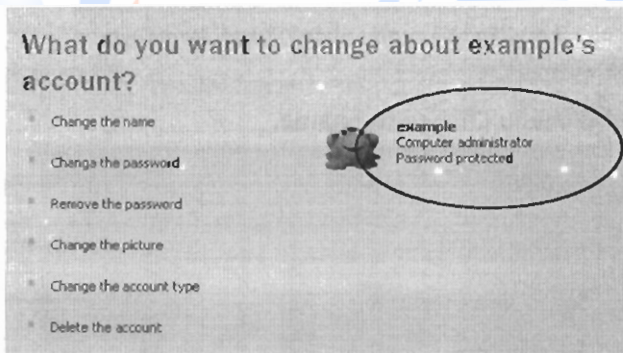 What do you want to change about example's
account?
Change the name
Changa the password
Remove the password
Change the picture
Change the account type
Delete the account
example
Computer administrator
Password protected